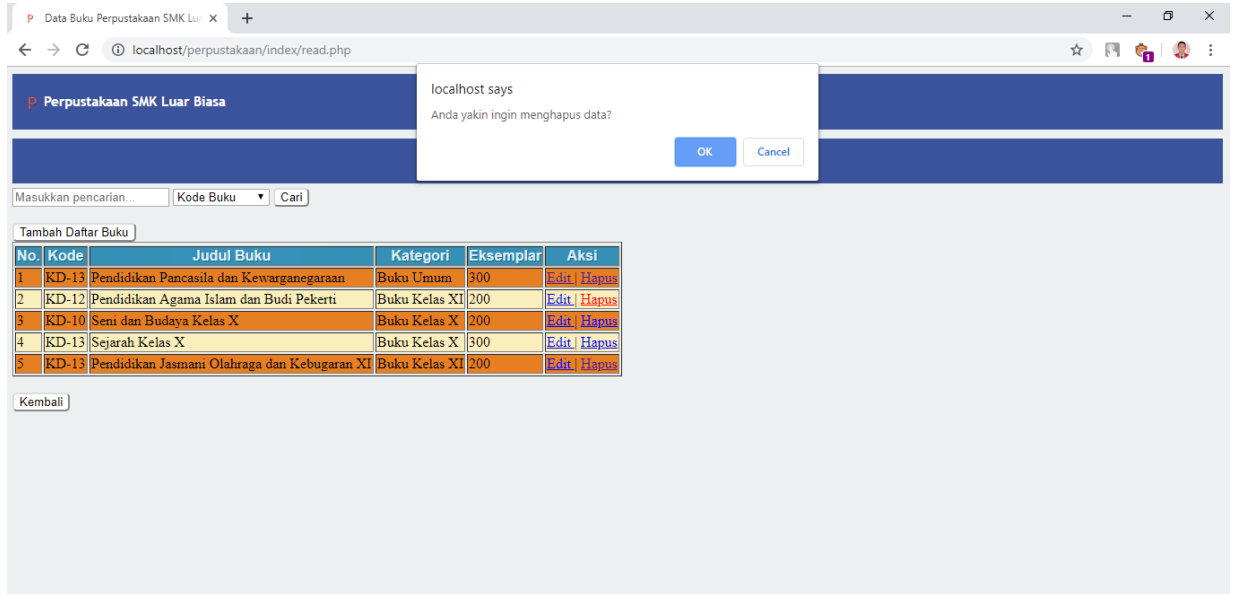 P Data Buku Perpustakaan SMK Lu
localhost/perpustakaan/index/read.php
1
localhost says
Anda yakin ingin menghapus data?
OK Cancel
P Perpustakaan SMK Luar Biasa
Masukkan pencarian... Kode Buku Cari
Tambah Daftar Buku
No. Kode Judul Buku Kategori Eksemplar Aksi
1 KD-13 Pendidikan Pancasila dan Kewarganegaraan Buku Umum 300 Edit | Hapus
2 KD-12 Pendidikan Agama Islam dan Budi Pekerti Buku Kelas XI 200 Edit | Hapus
3 KD-10 Seni dan Budaya Kelas X Buku Kelas X 200 Edit | Hapus
4 KD-13 Sejarah Kelas X Buku Kelas X 300 Edit | Hapus
5 KD-13 Pendidikan Jasmani Olahraga dan Kebugaran XI Buku Kelas XI 200 Edit | Hapus
Kembali